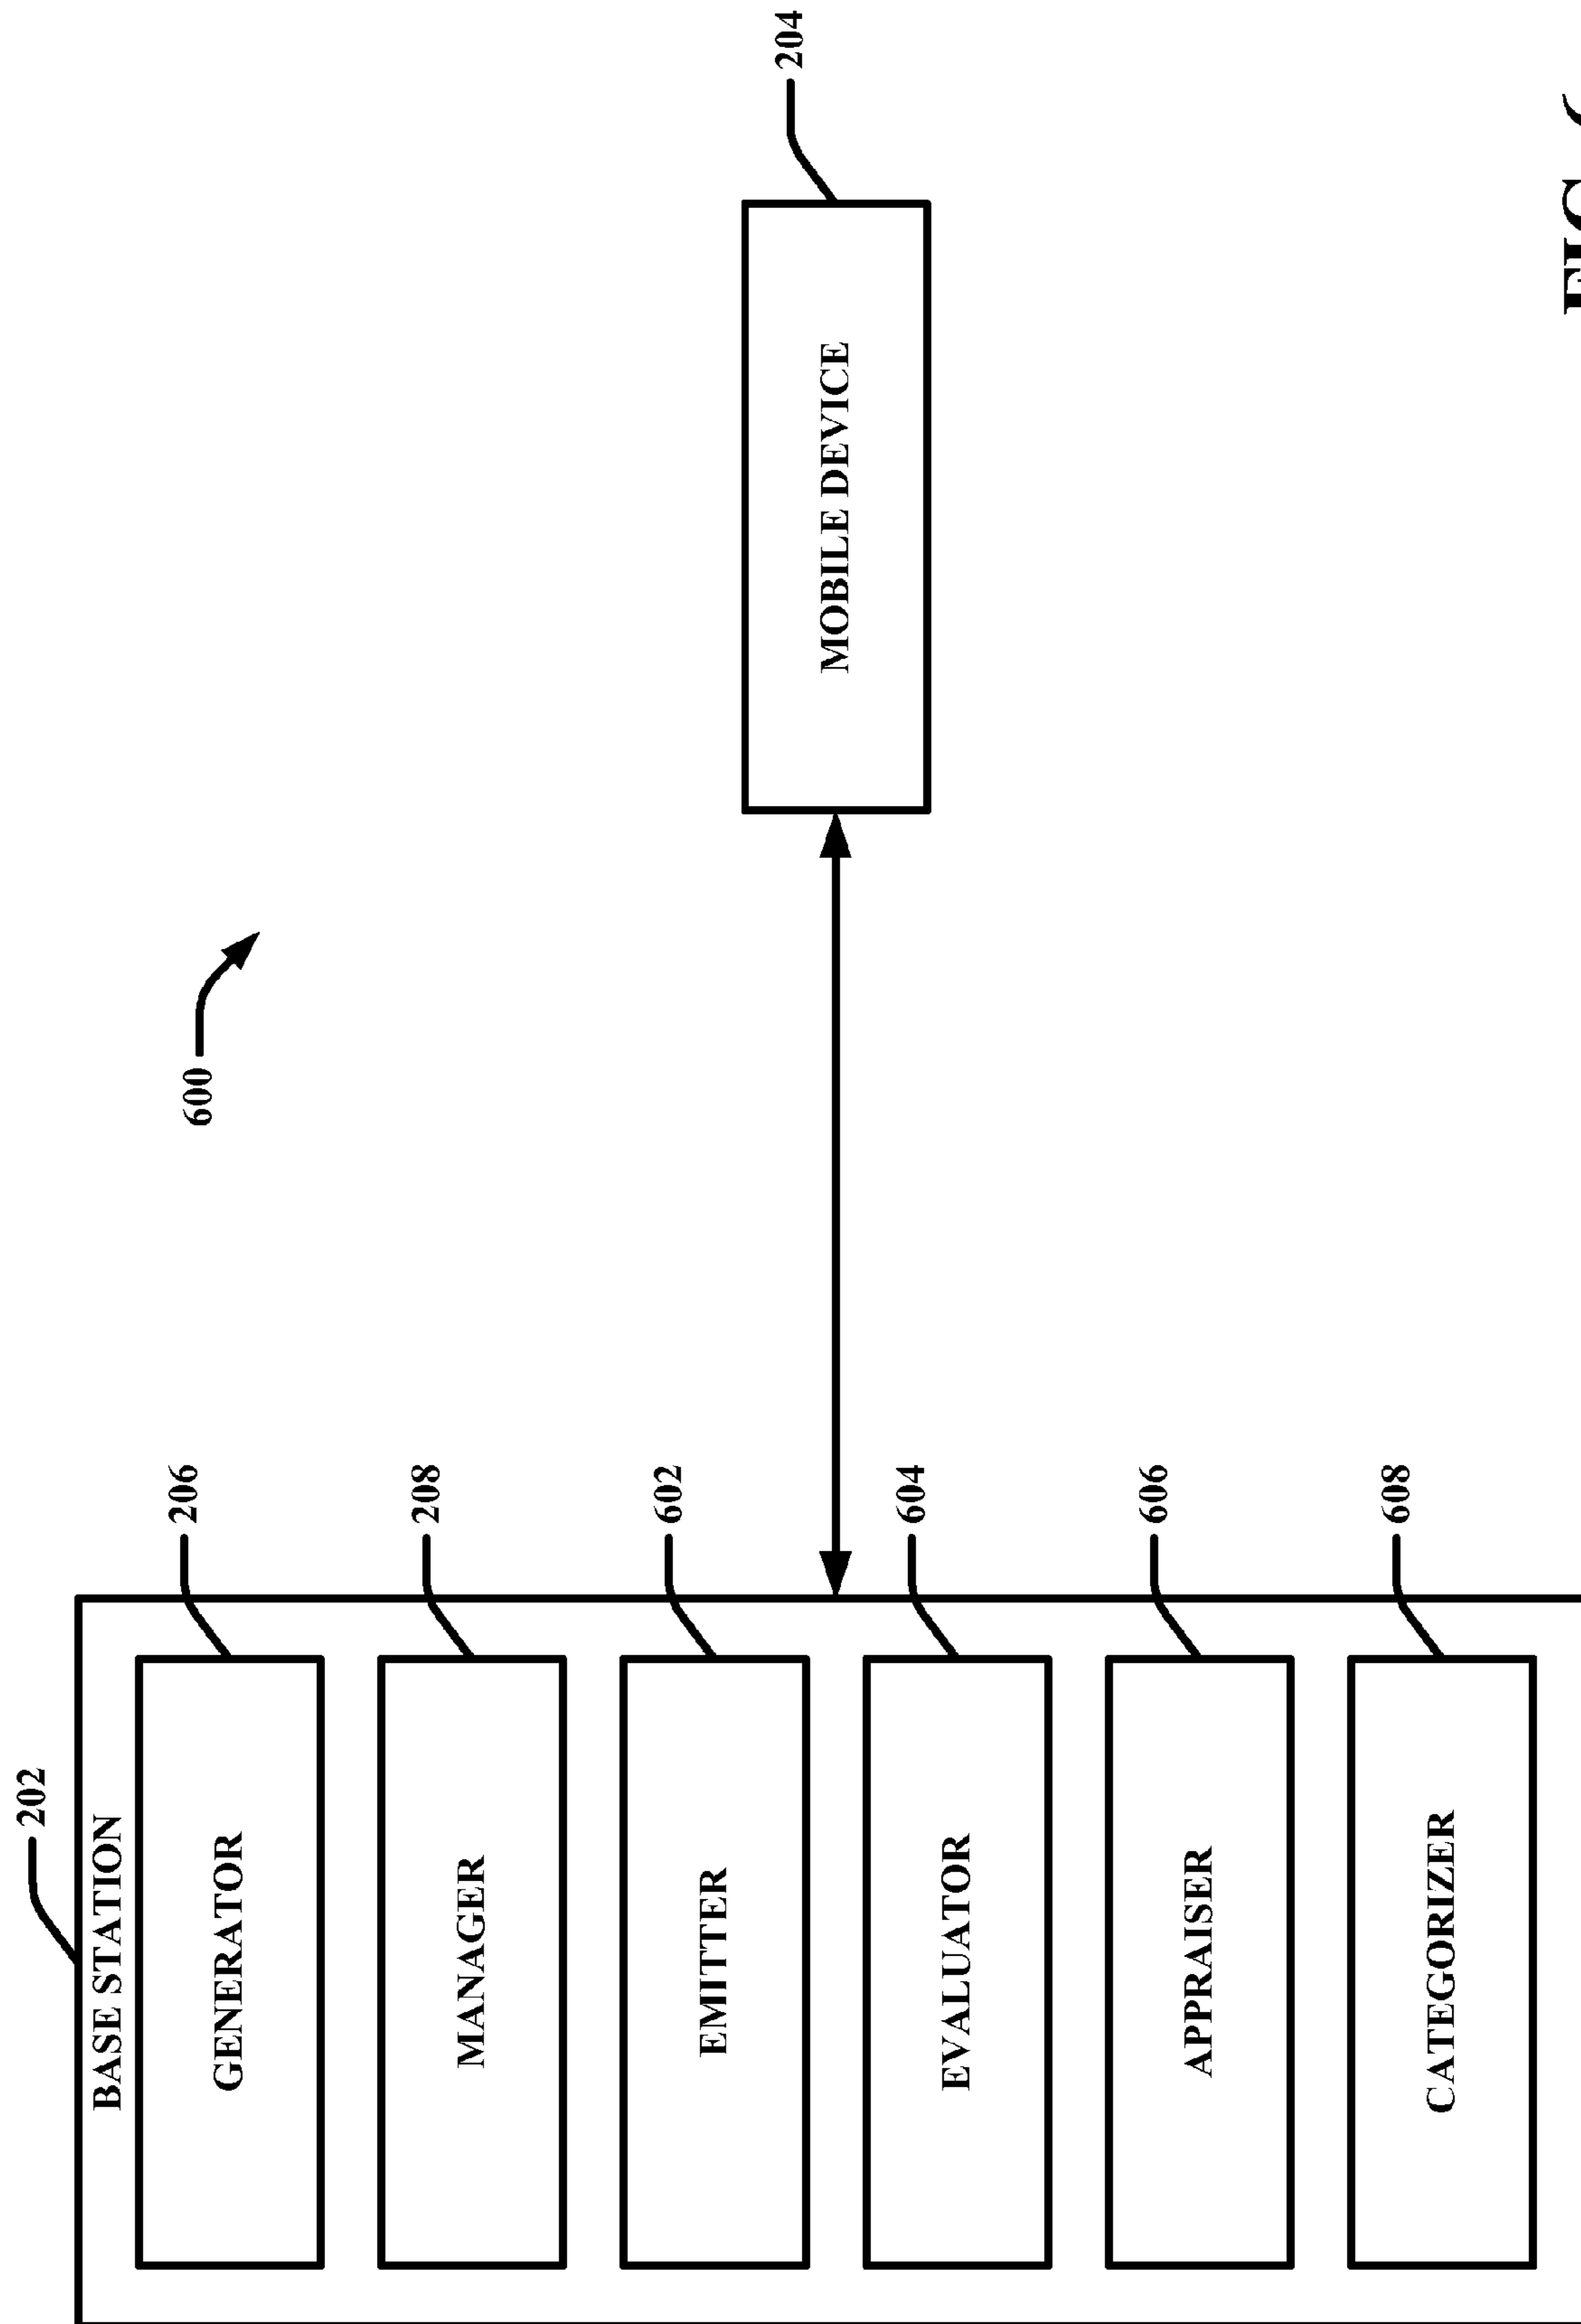 202
BASE STATION
206
600
GENERATOR
208
MANAGER
602
EMITTER
204
MOBILE DEVICE
604
EVALUATOR
606
APPRAISER
608
CATEGORIZER